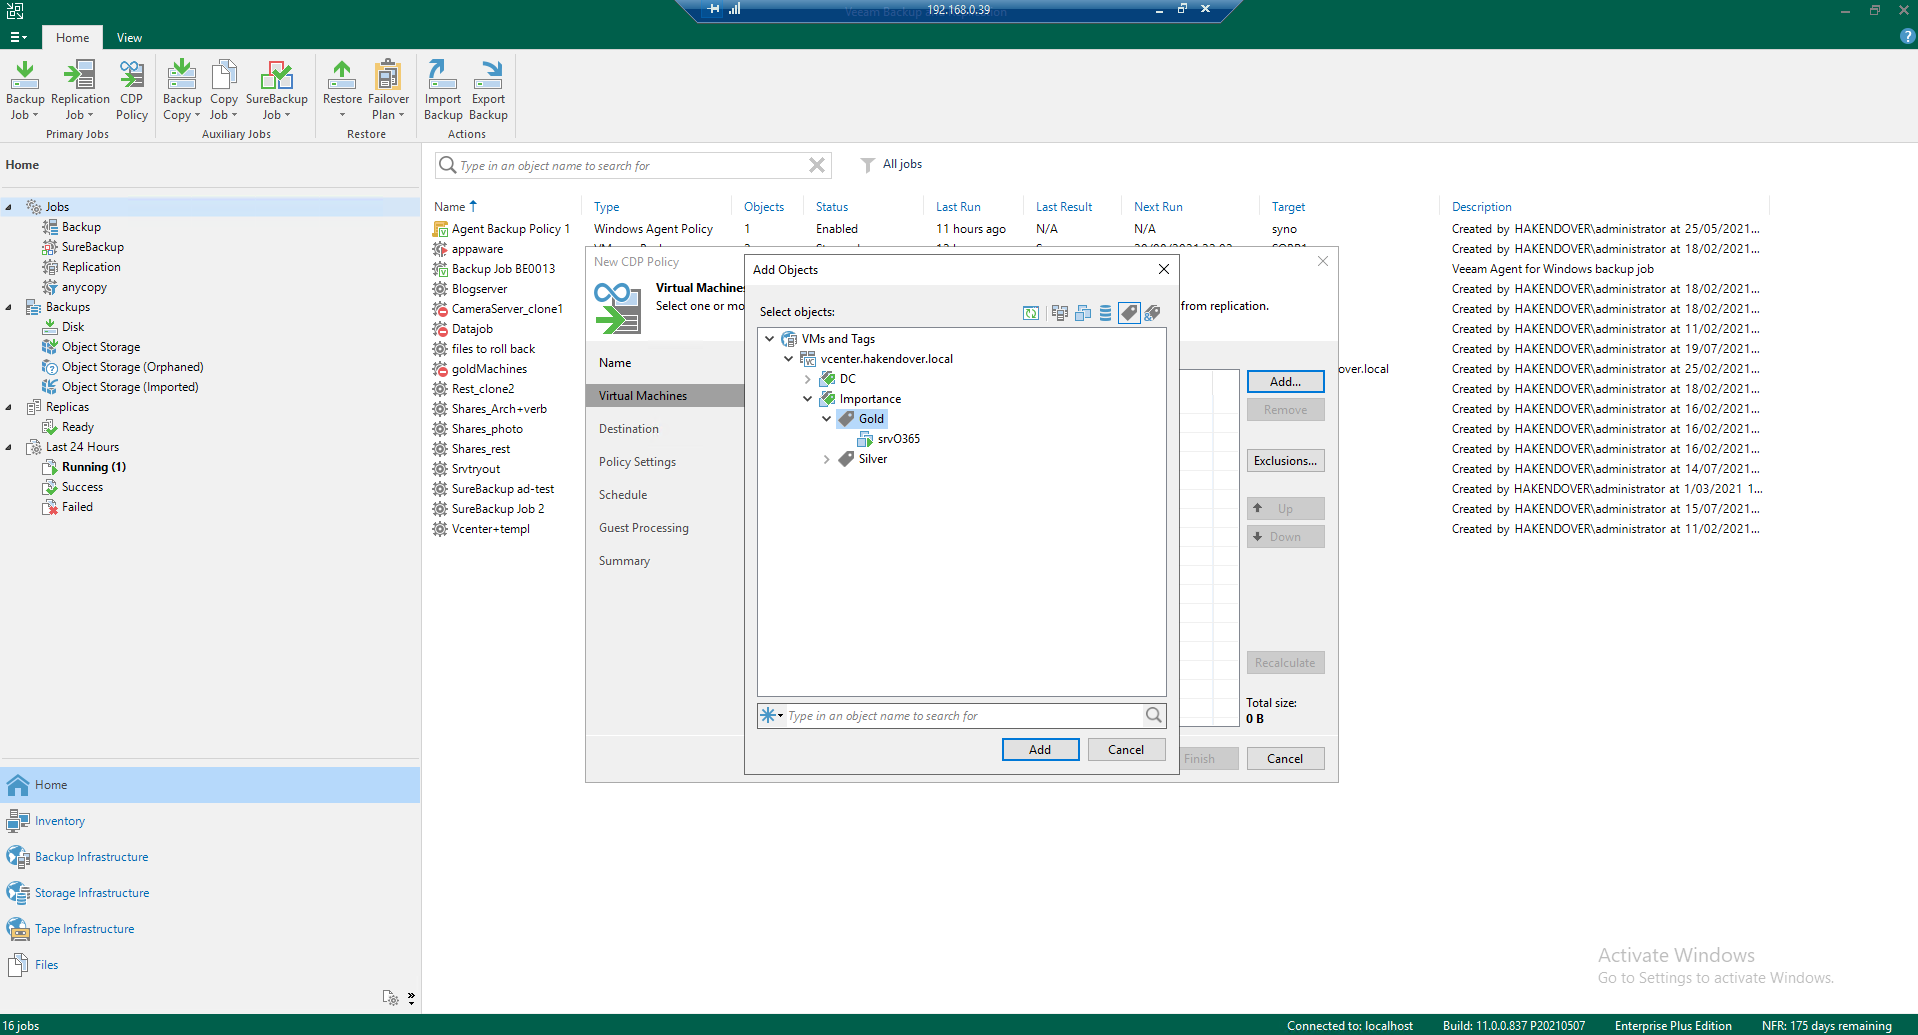 192.168.0.39
Home
View
Backup Job
Replication Job
CDP Policy
Backup Copy
Copy Job
SureBackup Job
Restore
Failover Plan
Import Backup
Export Backup
Primary Jobs
Auxiliary Jobs
Restore
Actions
Home
Type in an object name to search for
All jobs
Jobs
Backup
SureBackup
Replication
anycopy
Backups
Disk
Object Storage
Object Storage (Orphaned)
Object Storage (Imported)
Replicas
Ready
Last 24 Hours
Running (1)
Success
Failed
Name Type Objects Status Last Run Last Result Next Run Target Description
Agent Backup Policy 1 Windows Agent Policy 1 Enabled 11 hours ago N/A N/A syno Created by HAKENDOVER\administrator at 25/05/2021...
appaware Created by HAKENDOVER\administrator at 18/02/2021...
Backup Job BE0013 Veeam Agent for Windows backup job
Blogserver Created by HAKENDOVER\administrator at 18/02/2021...
CameraServer_clone1 Created by HAKENDOVER\administrator at 18/02/2021...
Datajob Created by HAKENDOVER\administrator at 11/02/2021...
files to roll back Created by HAKENDOVER\administrator at 19/07/2021...
goldMachines over.local Created by HAKENDOVER\administrator at 25/02/2021...
Rest_clone2 Created by HAKENDOVER\administrator at 18/02/2021...
Shares_Arch+verb Created by HAKENDOVER\administrator at 16/02/2021...
Shares_photo Created by HAKENDOVER\administrator at 16/02/2021...
Shares_rest Created by HAKENDOVER\administrator at 16/02/2021...
Srvtryout Created by HAKENDOVER\administrator at 14/07/2021...
SureBackup ad-test Created by HAKENDOVER\administrator at 1/03/2021 1...
SureBackup Job 2 Created by HAKENDOVER\administrator at 15/07/2021...
Vcenter+templ Created by HAKENDOVER\administrator at 11/02/2021...
New CDP Policy
Virtual Machines
Select one or mo
from replication.
Name
Virtual Machines
Destination
Policy Settings
Schedule
Guest Processing
Summary
Add...
Remove
Exclusions...
Up
Down
Recalculate
Total size:
0 B
Finish
Cancel
Add Objects
Select objects:
VMs and Tags
vcenter.hakendover.local
DC
Importance
Gold
srvO365
Silver
Type in an object name to search for
Add
Cancel
Home
Inventory
Backup Infrastructure
Storage Infrastructure
Tape Infrastructure
Files
Activate Windows
Go to Settings to activate Windows.
16 jobs
Connected to: localhost
Build: 11.0.0.837 P20210507
Enterprise Plus Edition
NFR: 175 days remaining